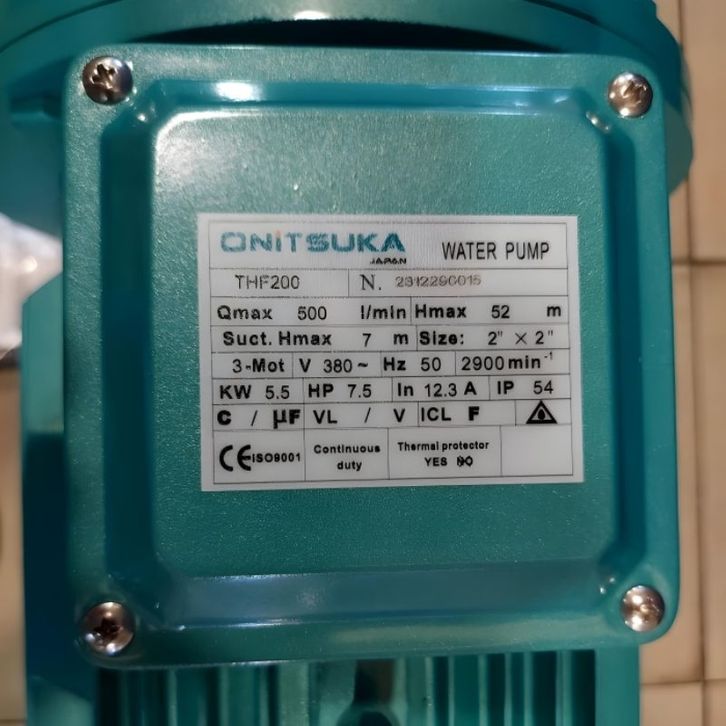 ONITSUKA WATER PUMP
JAPAN
THF200 N. 2312290015
Qmax 500 l/min Hmax 52 m
Suct. Hmax 7 m Size: 2" × 2"
3-Mot V 380~ Hz 50 2900min⁻¹
KW 5.5 HP 7.5 In 12.3 A IP 54
C / µF VL / V ICL F
CE ISO9001 Continuous duty Thermal protector YES NO